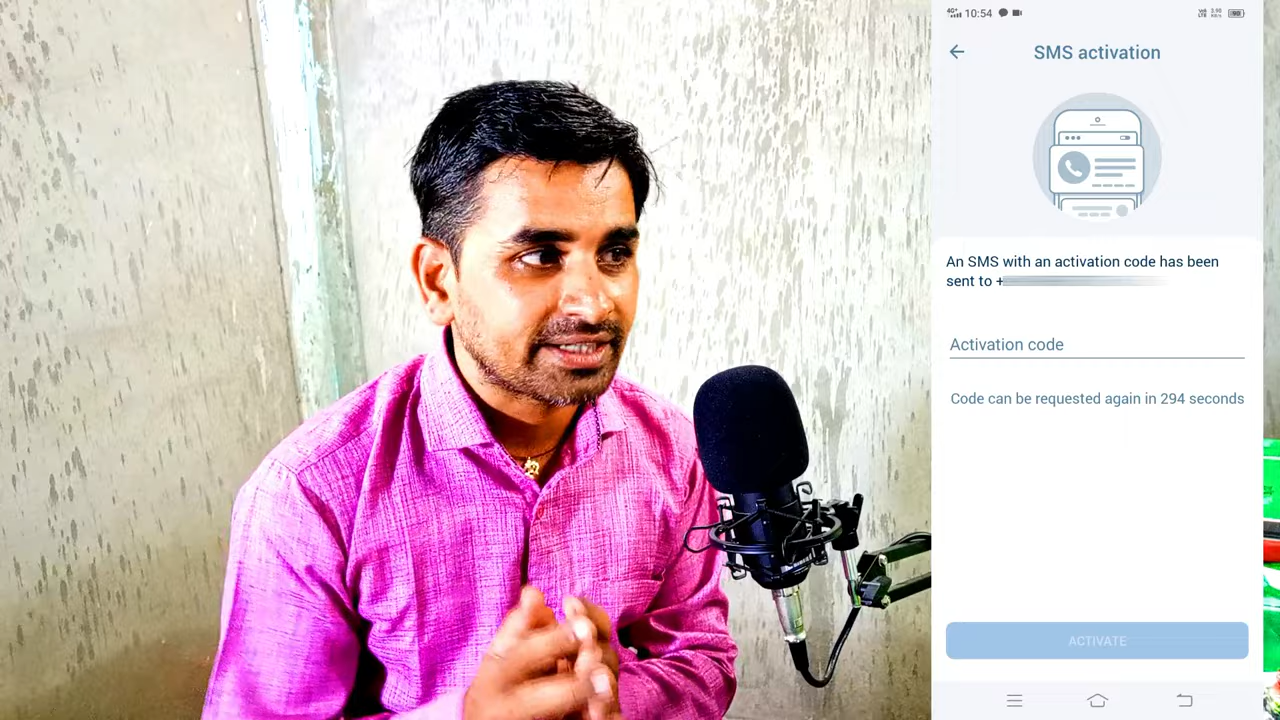 10:54
SMS activation
An SMS with an activation code has been
sent to +
Activation code
Code can be requested again in 294 seconds
ACTIVATE